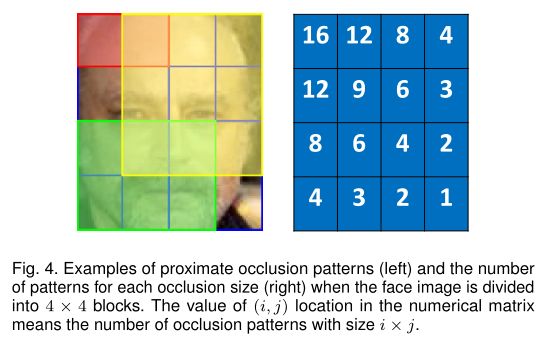 16 12 8 4
12 9 6 3
8 6 4 2
4 3 2 1
Fig. 4. Examples of proximate occlusion patterns (left) and the number
of patterns for each occlusion size (right) when the face image is divided
into 4 × 4 blocks. The value of (i, j) location in the numerical matrix
means the number of occlusion patterns with size i × j.